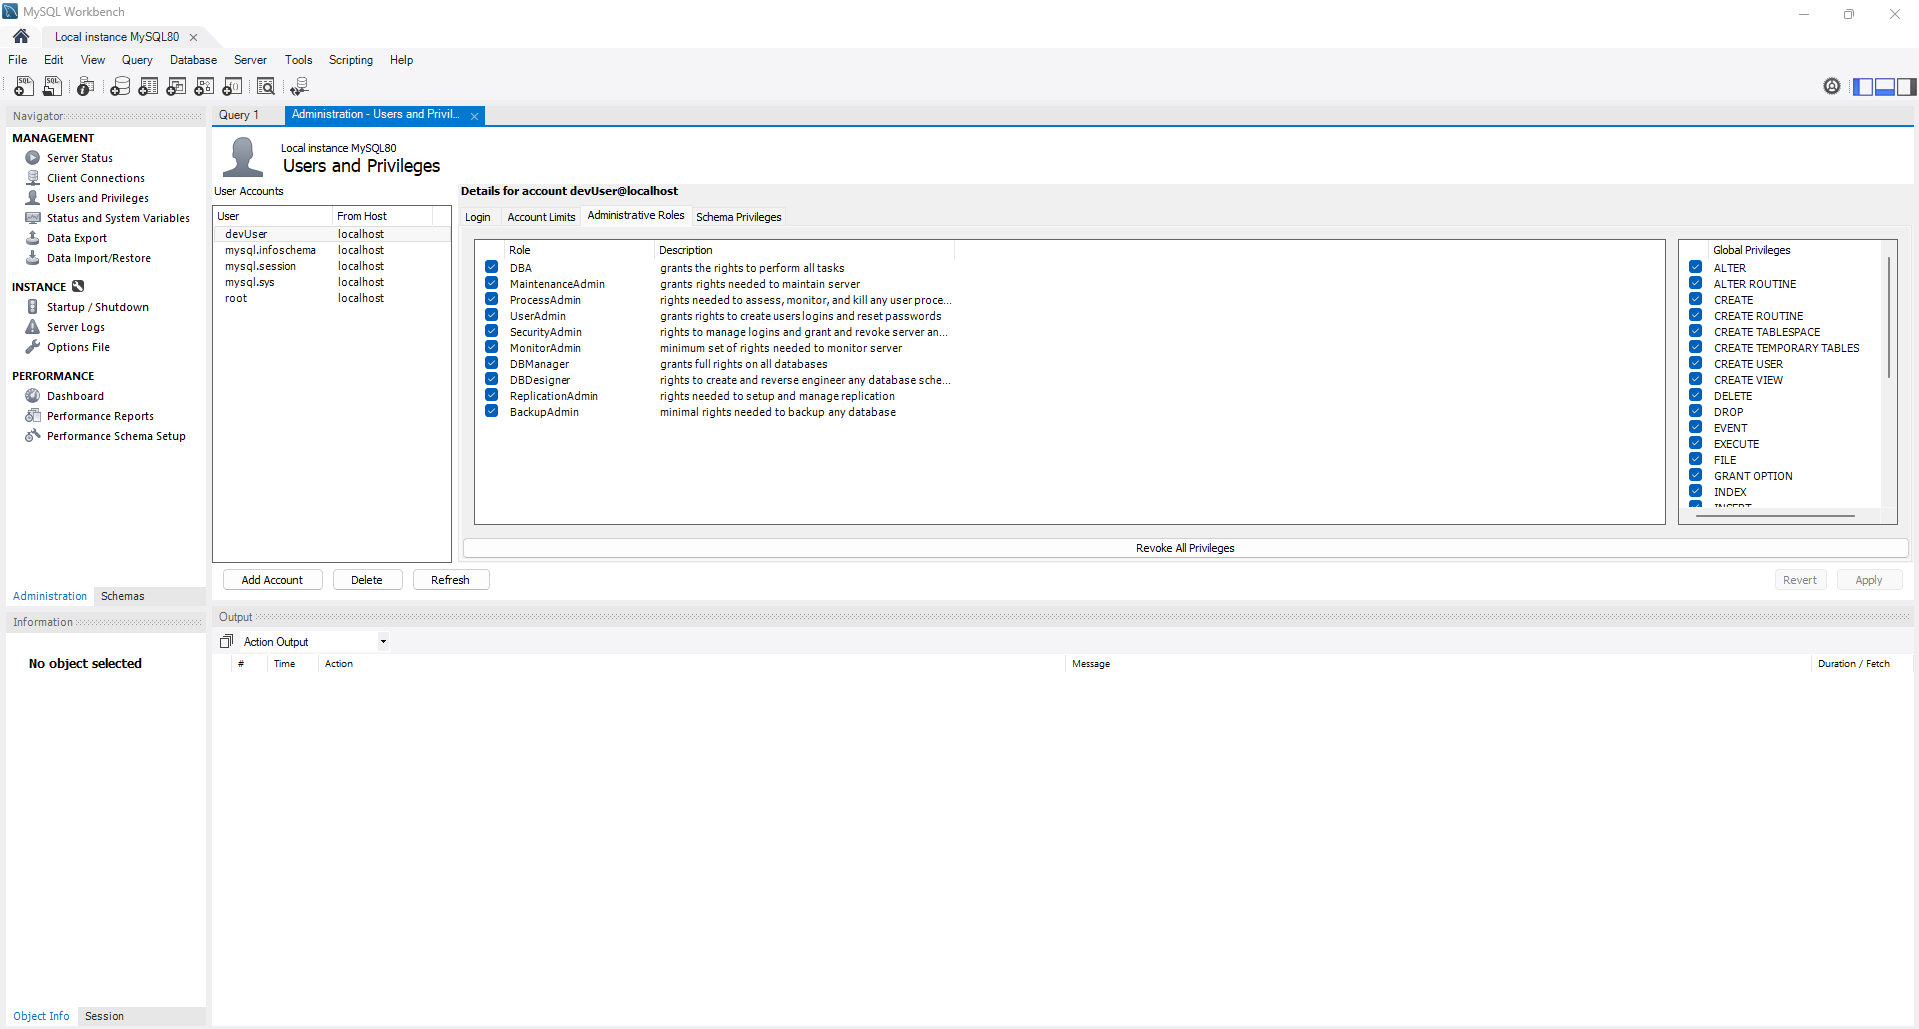 MySQL Workbench
Local instance MySQL80
File Edit View Query Database Server Tools Scripting Help
Navigator
MANAGEMENT
Server Status
Client Connections
Users and Privileges
Status and System Variables
Data Export
Data Import/Restore
INSTANCE
Startup / Shutdown
Server Logs
Options File
PERFORMANCE
Dashboard
Performance Reports
Performance Schema Setup
Administration Schemas
Information
No object selected
Object Info Session
Query 1 Administration - Users and Privil...
Local instance MySQL80
Users and Privileges
User Accounts
User From Host
devUser localhost
mysql.infoschema localhost
mysql.session localhost
mysql.sys localhost
root localhost
Add Account Delete Refresh
Details for account devUser@localhost
Login Account Limits Administrative Roles Schema Privileges
Role Description
DBA grants the rights to perform all tasks
MaintenanceAdmin grants rights needed to maintain server
ProcessAdmin rights needed to assess, monitor, and kill any user proce...
UserAdmin grants rights to create users logins and reset passwords
SecurityAdmin rights to manage logins and grant and revoke server an...
MonitorAdmin minimum set of rights needed to monitor server
DBManager grants full rights on all databases
DBDesigner rights to create and reverse engineer any database sche...
ReplicationAdmin rights needed to setup and manage replication
BackupAdmin minimal rights needed to backup any database
Global Privileges
ALTER
ALTER ROUTINE
CREATE
CREATE ROUTINE
CREATE TABLESPACE
CREATE TEMPORARY TABLES
CREATE USER
CREATE VIEW
DELETE
DROP
EVENT
EXECUTE
FILE
GRANT OPTION
INDEX
INSERT
Revoke All Privileges
Revert Apply
Output
Action Output
# Time Action Message Duration / Fetch